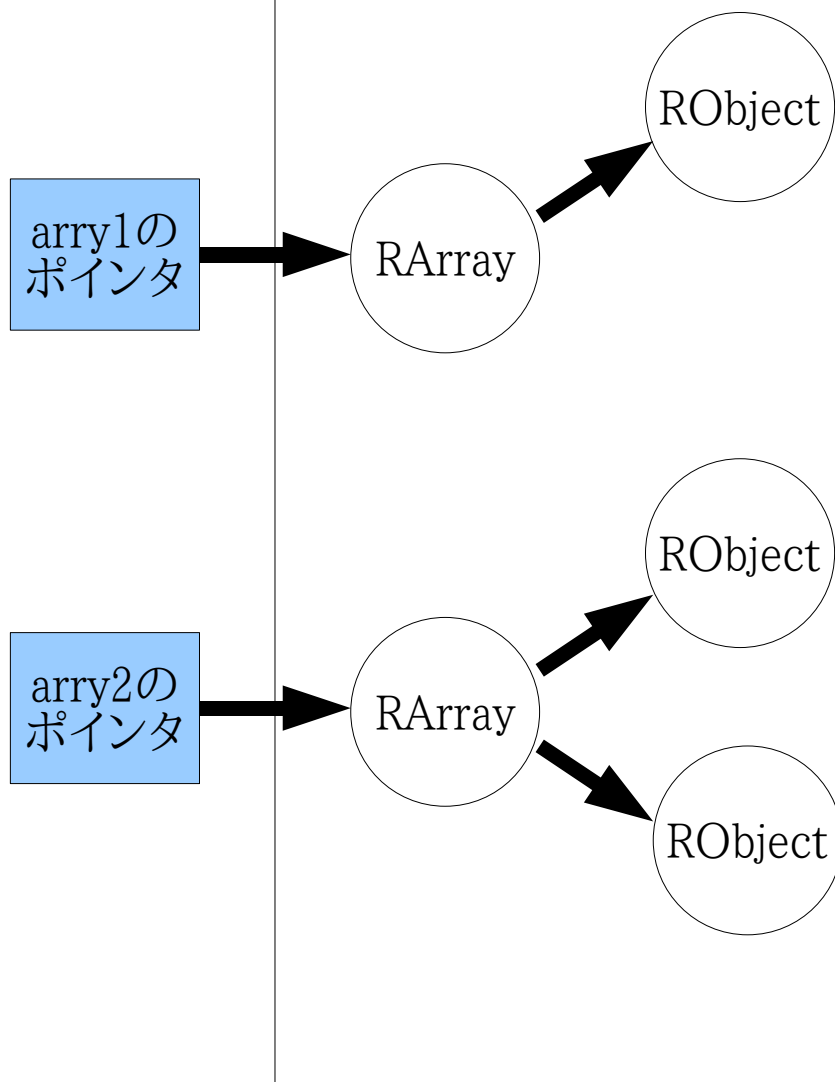 RObject
arry1の
ポインタ
RArray
RObject
arry2の
ポインタ
RArray
RObject